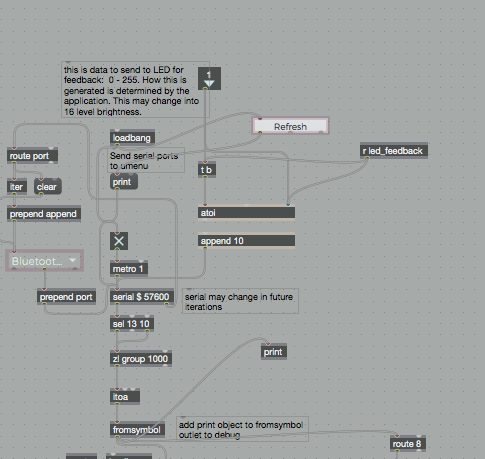 this is data to send to LED for
feedback: 0 - 255. How this is
generated is determined by the
application. This may change into
16 level brightness.
1
Refresh
loadbang
r led_feedback
route port
Send serial ports
to umenu
t b
iter
clear
print
prepend append
atoi
append 10
Bluetoot...
metro 1
prepend port
serial $ 57600
serial may change in future
iterations
sel 13 10
print
zl group 1000
itoa
fromsymbol
add print object to fromsymbol
outlet to debug
route 8